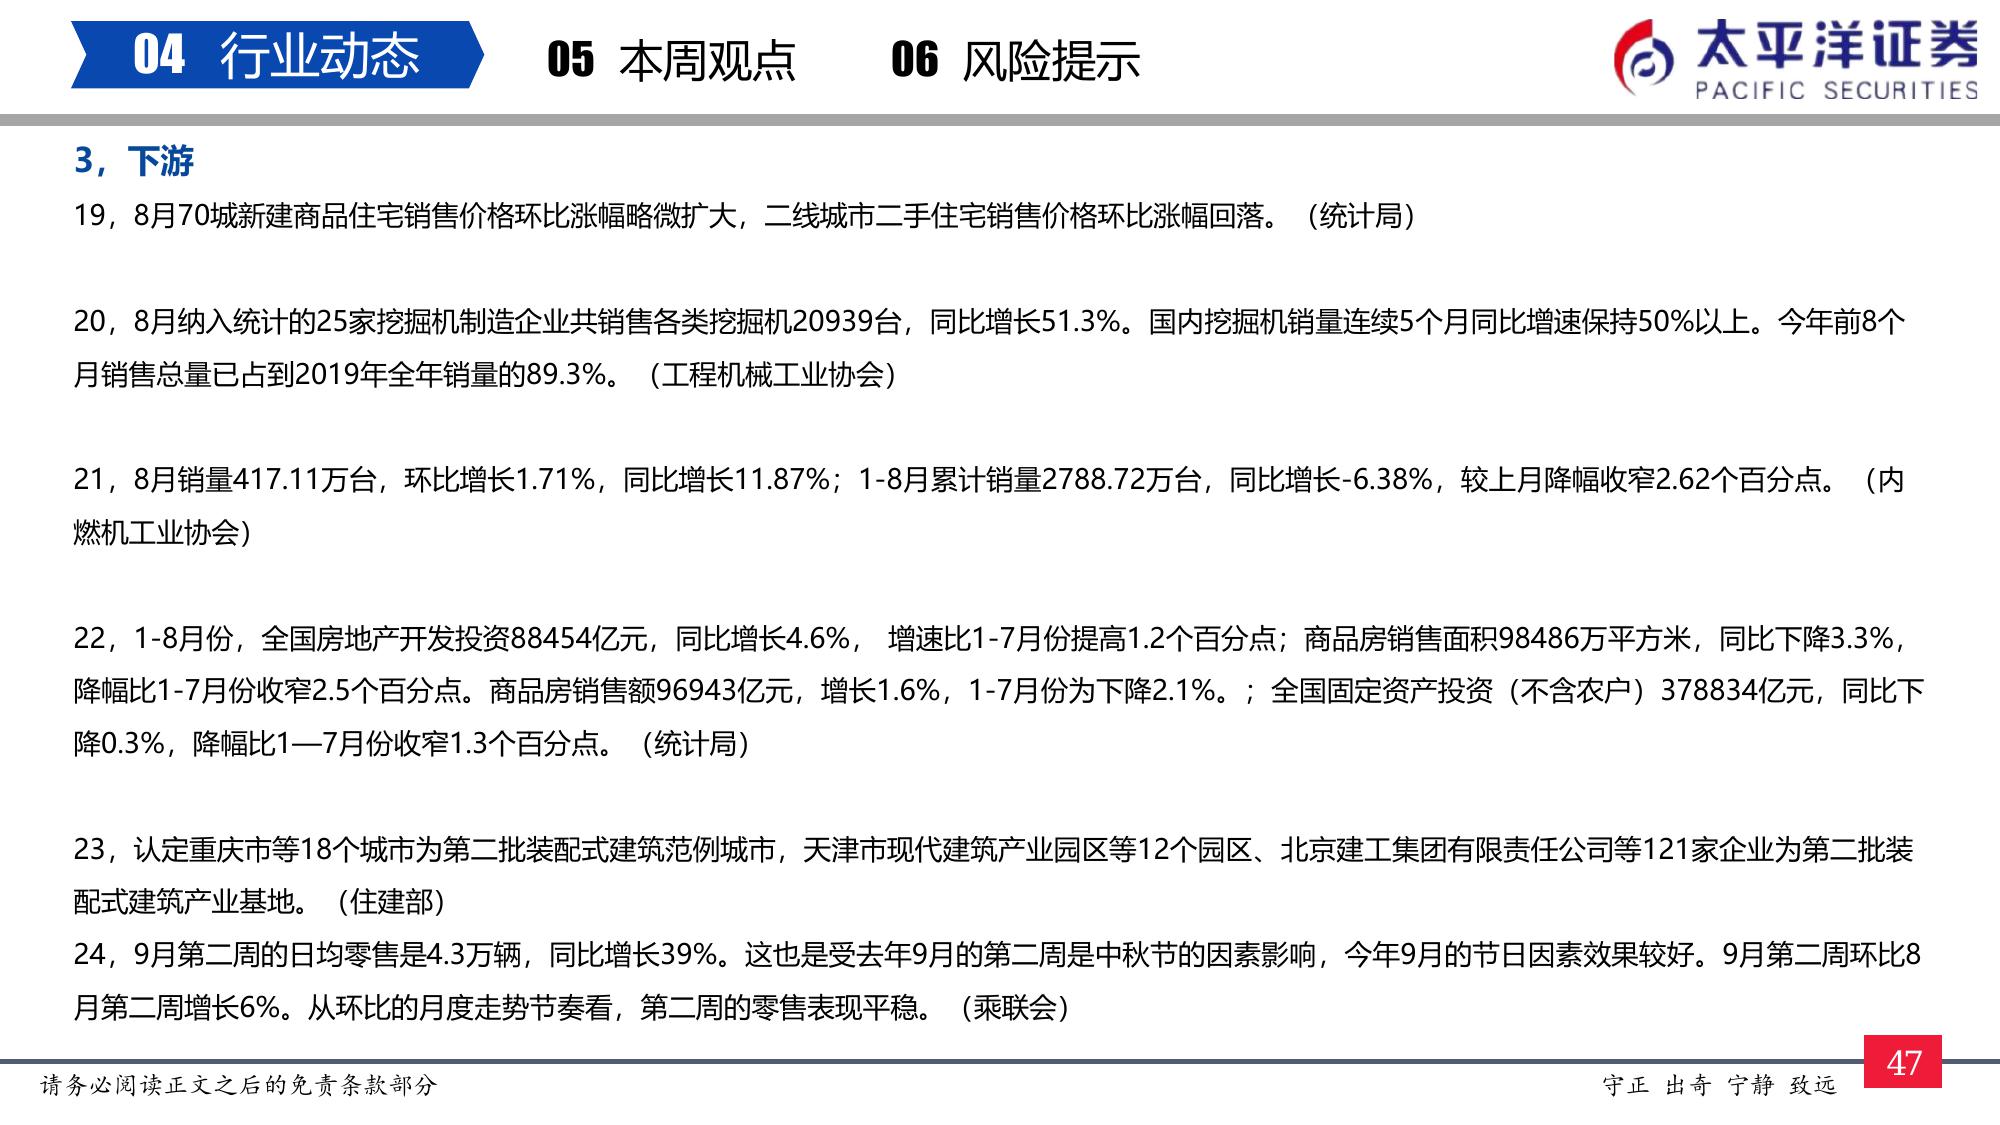 04 行业动态 05 本周观点 06 风险提示 太平洋证券
PACIFIC SECURITIES
3，下游
19，8月70城新建商品住宅销售价格环比涨幅略微扩大，二线城市二手住宅销售价格环比涨幅回落。（统计局）
20，8月纳入统计的25家挖掘机制造企业共销售各类挖掘机20939台，同比增长51.3%。国内挖掘机销量连续5个月同比增速保持50%以上。今年前8个
月销售总量已占到2019年全年销量的89.3%。（工程机械工业协会）
21，8月销量417.11万台，环比增长1.71%，同比增长11.87%；1-8月累计销量2788.72万台，同比增长-6.38%，较上月降幅收窄2.62个百分点。（内
燃机工业协会）
22，1-8月份，全国房地产开发投资88454亿元，同比增长4.6%， 增速比1-7月份提高1.2个百分点；商品房销售面积98486万平方米，同比下降3.3%，
降幅比1-7月份收窄2.5个百分点。商品房销售额96943亿元，增长1.6%，1-7月份为下降2.1%。；全国固定资产投资（不含农户）378834亿元，同比下
降0.3%，降幅比1—7月份收窄1.3个百分点。（统计局）
23，认定重庆市等18个城市为第二批装配式建筑范例城市，天津市现代建筑产业园区等12个园区、北京建工集团有限责任公司等121家企业为第二批装
配式建筑产业基地。（住建部）
24，9月第二周的日均零售是4.3万辆，同比增长39%。这也是受去年9月的第二周是中秋节的因素影响，今年9月的节日因素效果较好。9月第二周环比8
月第二周增长6%。从环比的月度走势节奏看，第二周的零售表现平稳。（乘联会）
请务必阅读正文之后的免责条款部分 守正 出奇 宁静 致远 47